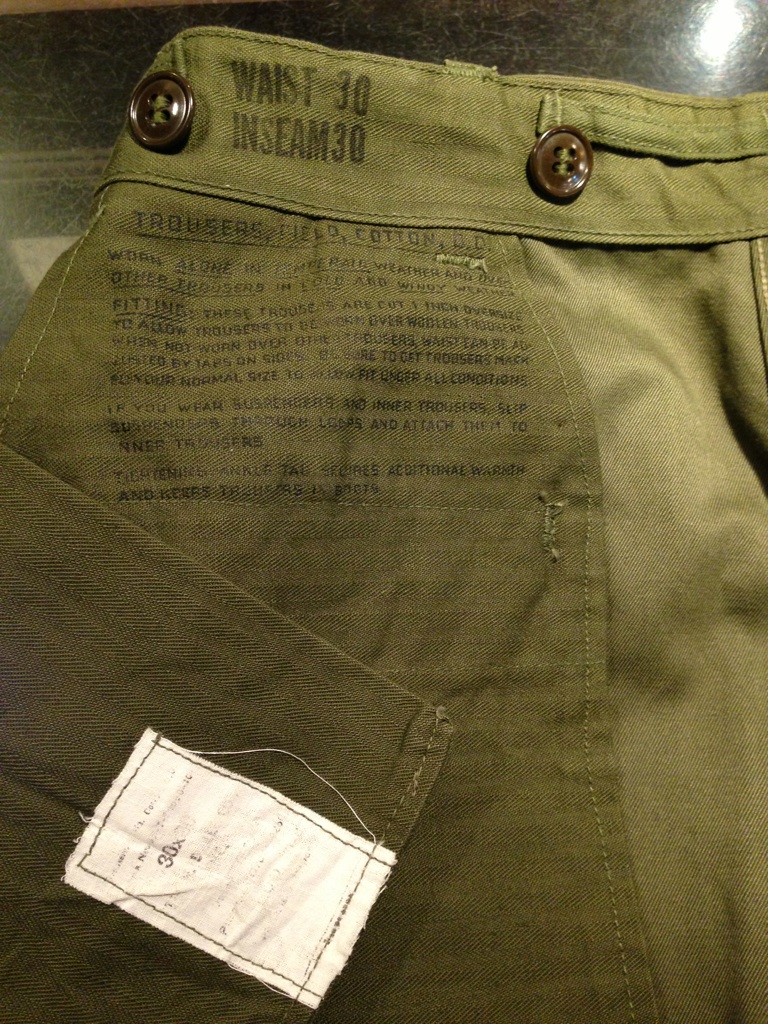 WAIST 30
INSEAM 30
TROUSERS, FIELD, COTTON, O.D.
WORN ALONE IN TEMPERATE WEATHER AND OVER
OTHER TROUSERS IN COLD AND WINDY WEATHER
FITTING: THESE TROUSERS ARE CUT 1 INCH OVERSIZE
TO ALLOW TROUSERS TO BE WORN OVER WOOLEN TROUSERS
WHEN NOT WORN OVER OTHER TROUSERS, WAIST CAN BE AD-
JUSTED BY TABS ON SIDES. BE SURE TO GET TROUSERS MARK
ED YOUR NORMAL SIZE TO ALLOW FIT UNDER ALL CONDITIONS.
IF YOU WEAR SUSPENDERS AND INNER TROUSERS, SLIP
SUSPENDERS THROUGH LOOPS AND ATTACH THEM TO
INNER TROUSERS.
TIGHTENING ANKLE TAB SECURES ADDITIONAL WARMTH
AND KEEPS TROUSERS IN BOOTS.
30x